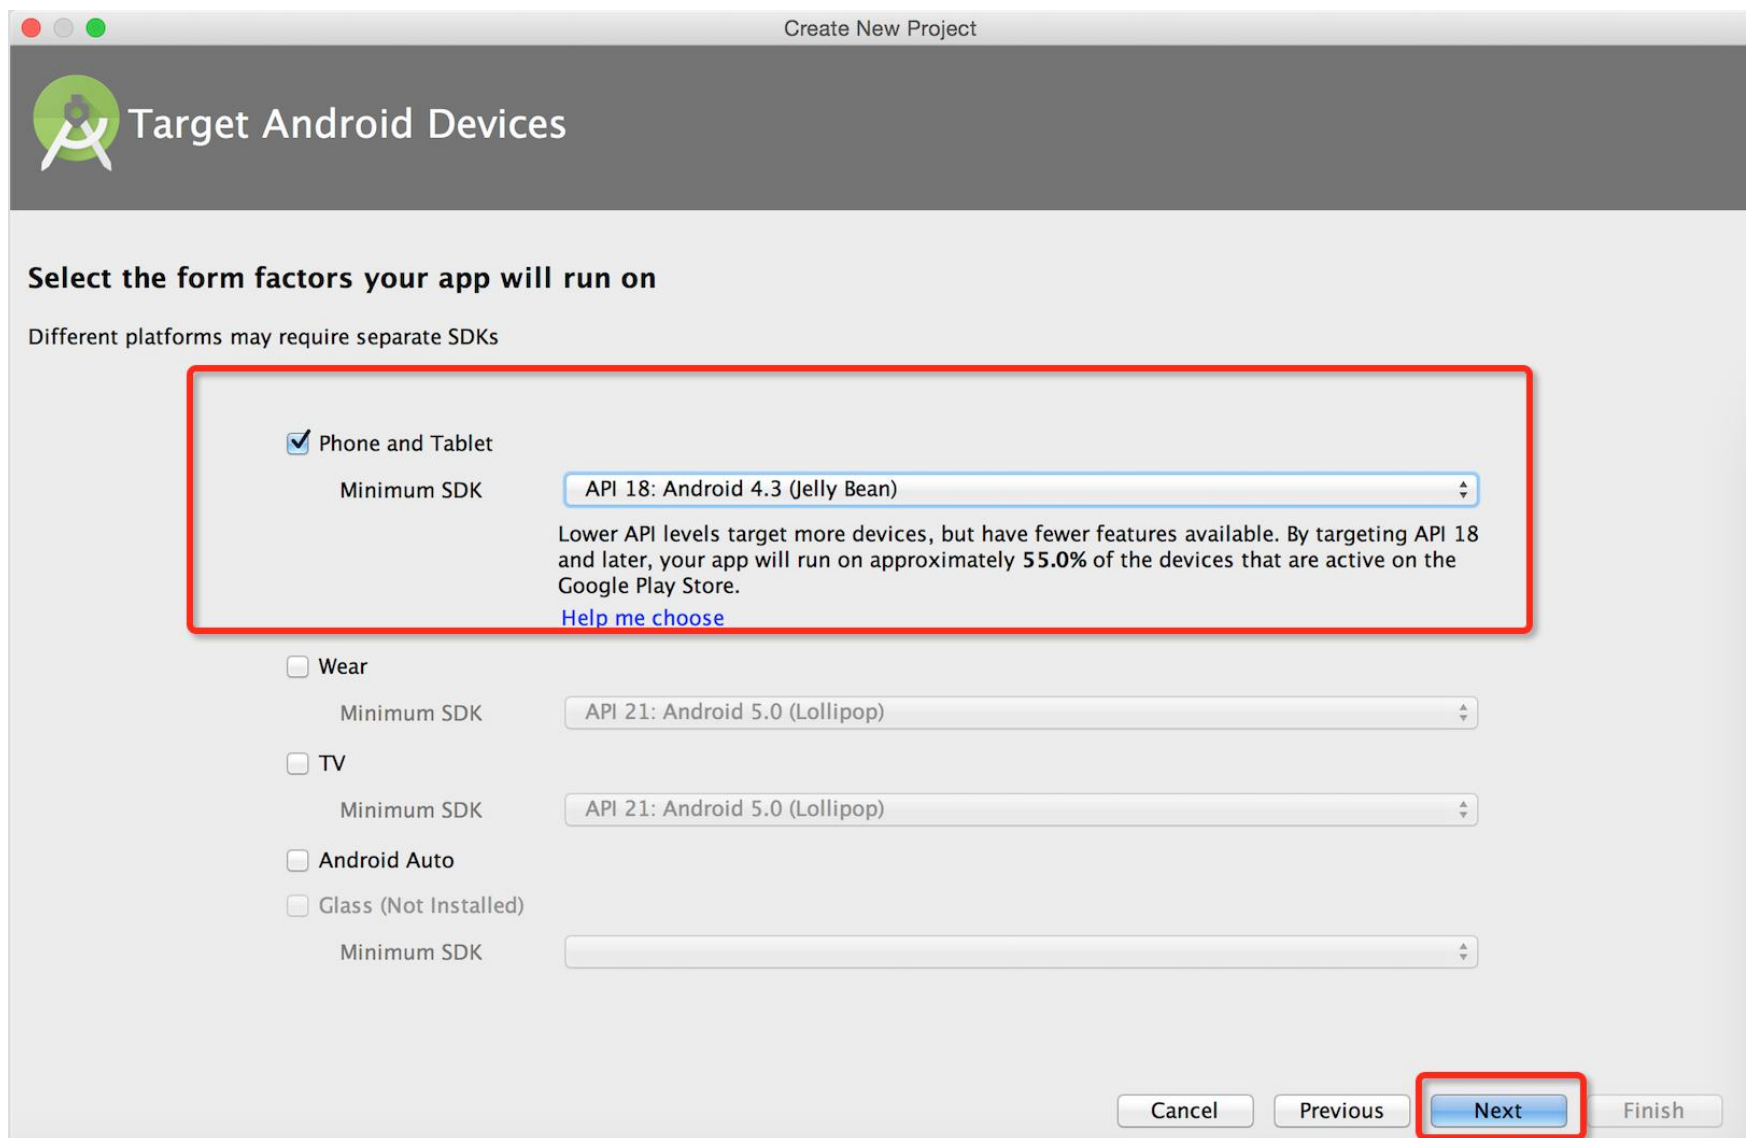 Create New Project
Target Android Devices
Select the form factors your app will run on
Different platforms may require separate SDKs
Phone and Tablet
Minimum SDK API 18: Android 4.3 (Jelly Bean)
Lower API levels target more devices, but have fewer features available. By targeting API 18
and later, your app will run on approximately 55.0% of the devices that are active on the
Google Play Store.
Help me choose
Wear
Minimum SDK API 21: Android 5.0 (Lollipop)
TV
Minimum SDK API 21: Android 5.0 (Lollipop)
Android Auto
Glass (Not Installed)
Minimum SDK
Cancel Previous Next Finish